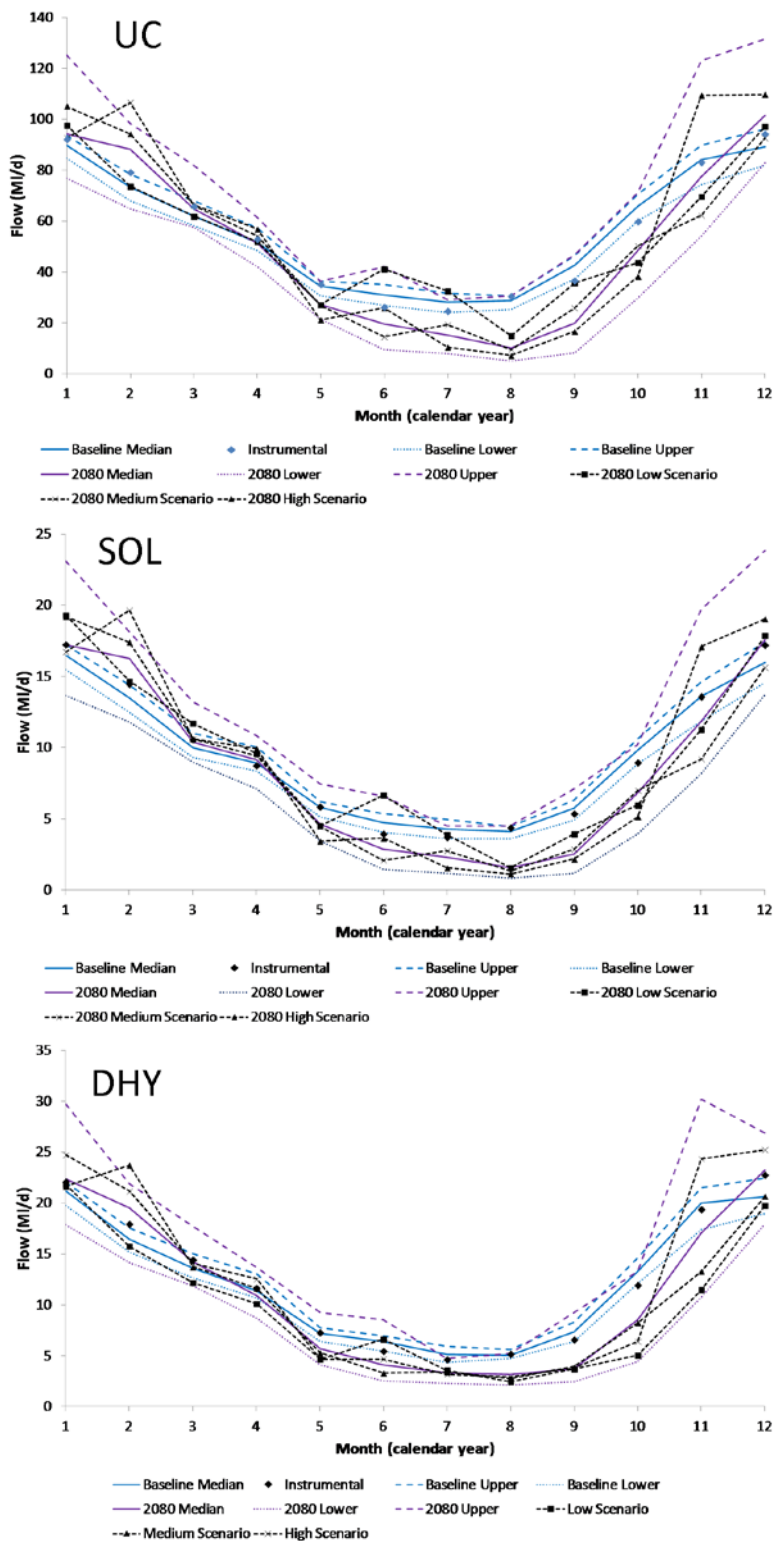 UC
140
120
100
80
60
40
20
0
Flow (Ml/d)
1 2 3 4 5 6 7 8 9 10 11 12
Month (calendar year)
Baseline Median Instrumental Baseline Lower Baseline Upper
2080 Median 2080 Lower 2080 Upper 2080 Low Scenario
2080 Medium Scenario 2080 High Scenario
SOL
25
20
15
10
5
0
Flow (Ml/d)
1 2 3 4 5 6 7 8 9 10 11 12
Month (calendar year)
Baseline Median Instrumental Baseline Upper Baseline Lower
2080 Median 2080 Lower 2080 Upper 2080 Low Scenario
2080 Medium Scenario 2080 High Scenario
DHY
35
30
25
20
15
10
5
0
Flow (Ml/d)
1 2 3 4 5 6 7 8 9 10 11 12
Month (calendar year)
Baseline Median Instrumental Baseline Upper Baseline Lower
2080 Median 2080 Lower 2080 Upper Low Scenario
Medium Scenario High Scenario